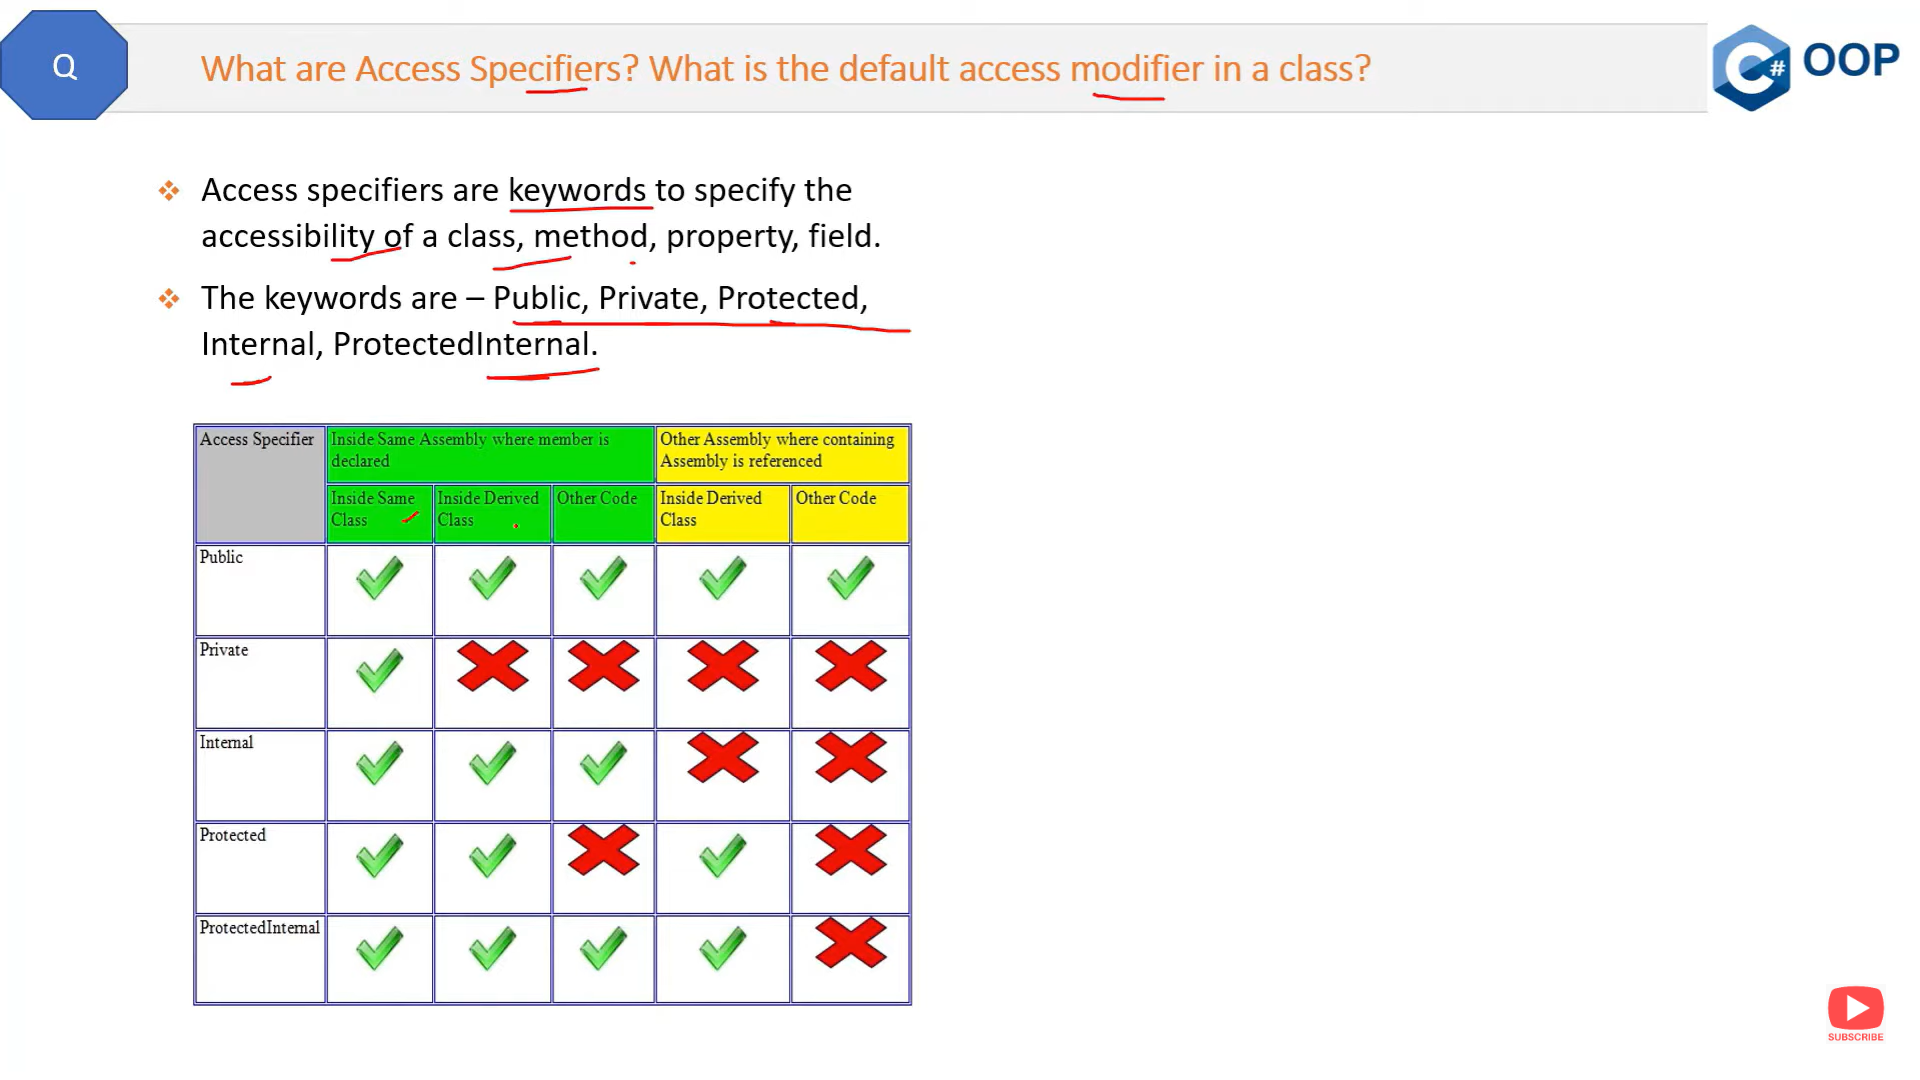 Q
What are Access Specifiers? What is the default access modifier in a class?
C# OOP
Access specifiers are keywords to specify the
accessibility of a class, method, property, field.
The keywords are – Public, Private, Protected,
Internal, ProtectedInternal.
Access Specifier
Inside Same Assembly where member is
declared
Other Assembly where containing
Assembly is referenced
Inside Same
Class
Inside Derived
Class
Other Code
Inside Derived
Class
Other Code
Public
Private
Internal
Protected
ProtectedInternal
SUBSCRIBE